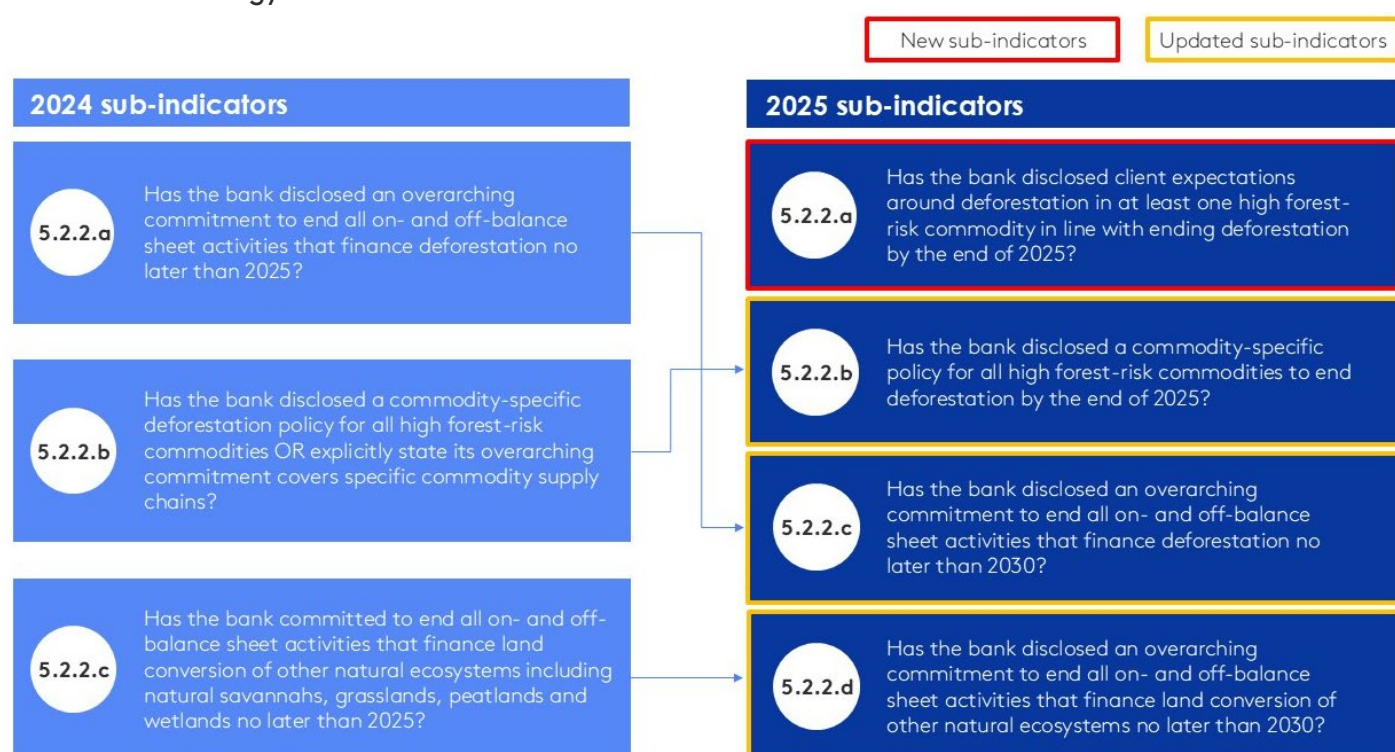 New sub-indicators
Updated sub-indicators
2024 sub-indicators
5.2.2.a
Has the bank disclosed an overarching
commitment to end all on- and off-balance
sheet activities that finance deforestation no
later than 2025?
5.2.2.b
Has the bank disclosed a commodity-specific
deforestation policy for all high forest-risk
commodities OR explicitly state its overarching
commitment covers specific commodity supply
chains?
5.2.2.c
Has the bank committed to end all on- and off-
balance sheet activities that finance land
conversion of other natural ecosystems including
natural savannahs, grasslands, peatlands and
wetlands no later than 2025?
2025 sub-indicators
5.2.2.a
Has the bank disclosed client expectations
around deforestation in at least one high forest-
risk commodity in line with ending deforestation
by the end of 2025?
5.2.2.b
Has the bank disclosed a commodity-specific
policy for all high forest-risk commodities to end
deforestation by the end of 2025?
5.2.2.c
Has the bank disclosed an overarching
commitment to end all on- and off-balance
sheet activities that finance deforestation no
later than 2030?
5.2.2.d
Has the bank disclosed an overarching
commitment to end all on- and off-balance
sheet activities that finance land conversion of
other natural ecosystems no later than 2030?